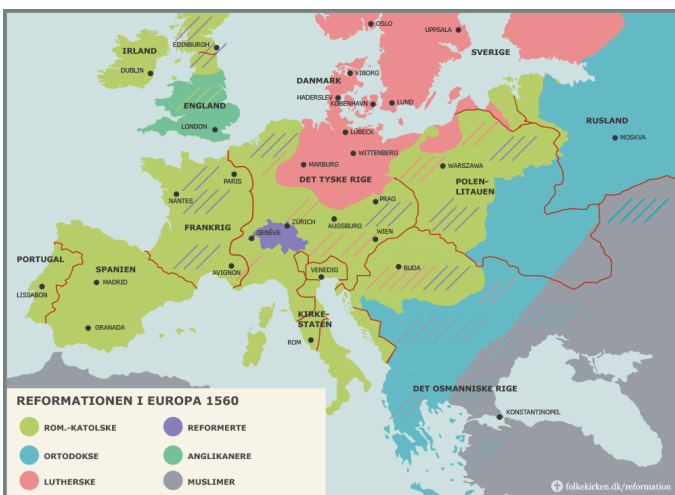 OSLO
UPPSALA
IRLAND
EDINBURGH
SVERIGE
DUBLIN
DANMARK
VIBORG
HADERSLEV
KØBENHAVN
LUND
ENGLAND
RUSLAND
LONDON
LÜBECK
MOSKVA
WITTENBERG
MARBURG
WARSZAWA
PARIS
DET TYSKE RIGE
POLEN-
LITAUEN
NANTES
PRAG
ZÜRICH
AUGSBURG
FRANKRIG
GENÉVE
WIEN
PORTUGAL
SPANIEN
AVIGNON
VENEDIG
BUDA
MADRID
LISSABON
KIRKE-
STATEN
GRANADA
ROM
DET OSMANNISKE RIGE
KONSTANTINOPEL
REFORMATIONEN I EUROPA 1560
ROM.-KATOLSKE
REFORMERTE
ORTODOKSE
ANGLIKANERE
LUTHERSKE
MUSLIMER
folkekirken.dk/reformation